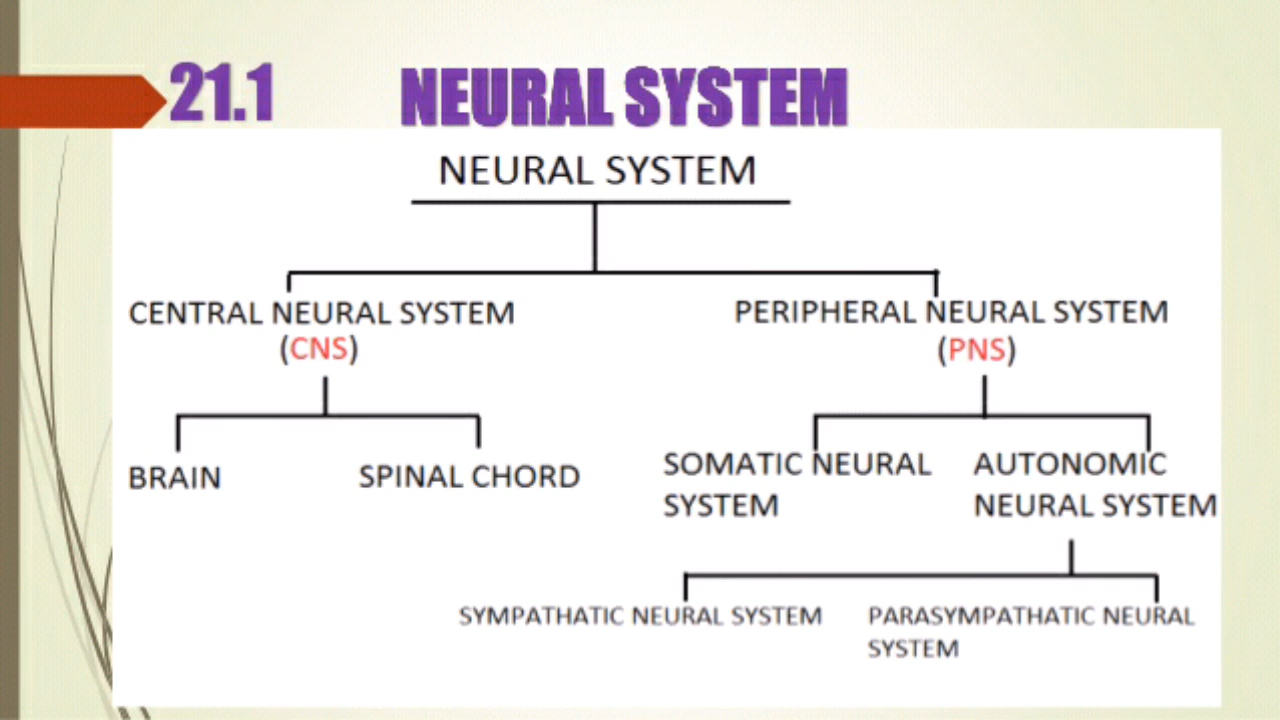 21.1 NEURAL SYSTEM
NEURAL SYSTEM
CENTRAL NEURAL SYSTEM
(CNS)
PERIPHERAL NEURAL SYSTEM
(PNS)
BRAIN
SPINAL CHORD
SOMATIC NEURAL
SYSTEM
AUTONOMIC
NEURAL SYSTEM
SYMPATHATIC NEURAL SYSTEM
PARASYMPATHATIC NEURAL
SYSTEM